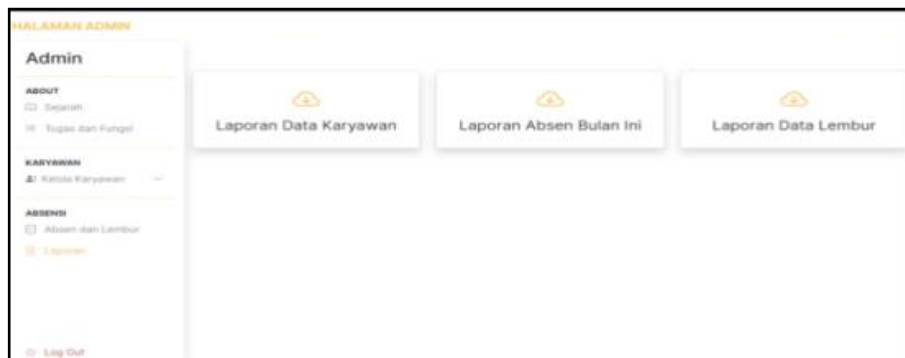 HALAMAN ADMIN
Admin
ABOUT
Sejarah
Tugas dan Fungsi
KARYAWAN
Kelola Karyawan
ABSENSI
Absen dan Lembur
Laporan
Log Out
Laporan Data Karyawan
Laporan Absen Bulan Ini
Laporan Data Lembur